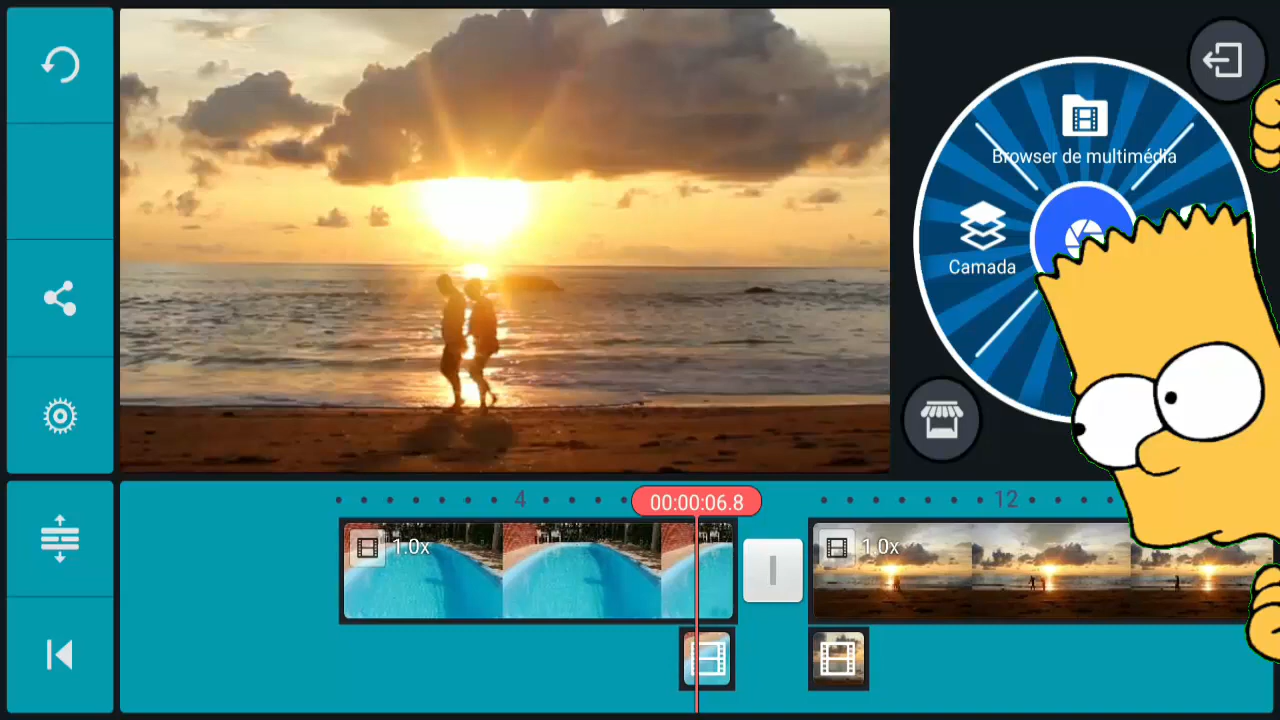 Browser de multimédia
Camada
4
00:00:06.8
12
1.0x
1.0x